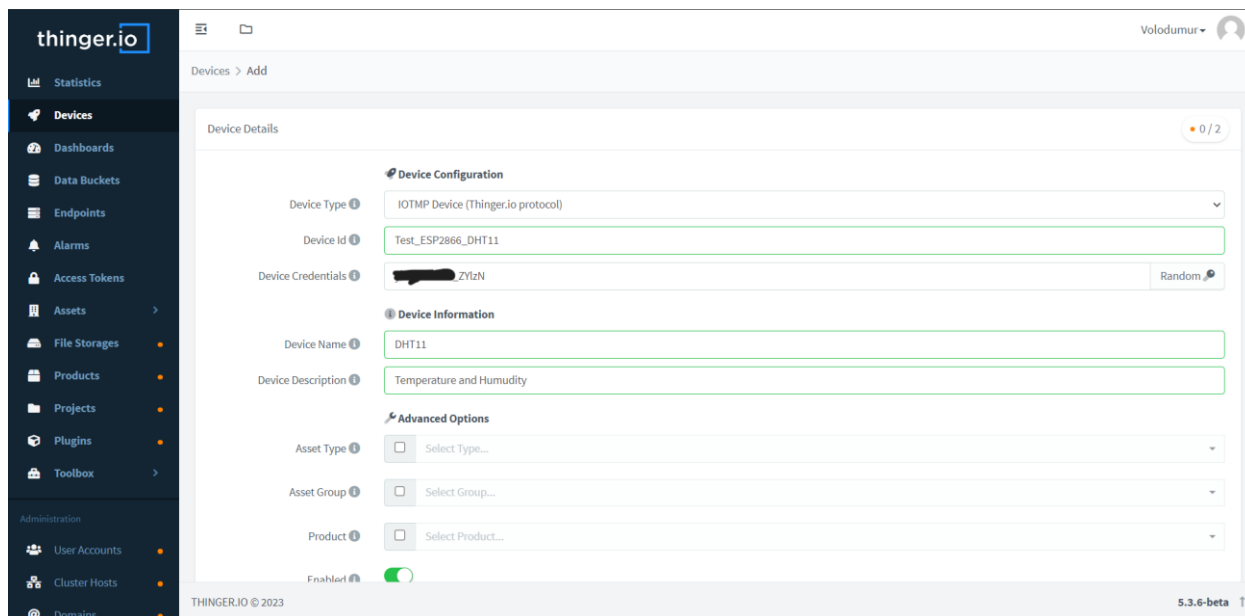 thinger.io
Volodumur
Statistics
Devices
Dashboards
Data Buckets
Endpoints
Alarms
Access Tokens
Assets
File Storages
Products
Projects
Plugins
Toolbox
Administration
User Accounts
Cluster Hosts
Domains
Devices > Add
Device Details
0 / 2
Device Configuration
Device Type
IOTMP Device (Thinger.io protocol)
Device Id
Test_ESP2866_DHT11
Device Credentials
_ZYlzN
Random
Device Information
Device Name
DHT11
Device Description
Temperature and Humudity
Advanced Options
Asset Type
Select Type...
Asset Group
Select Group...
Product
Select Product...
Enabled
THINGER.IO © 2023
5.3.6-beta